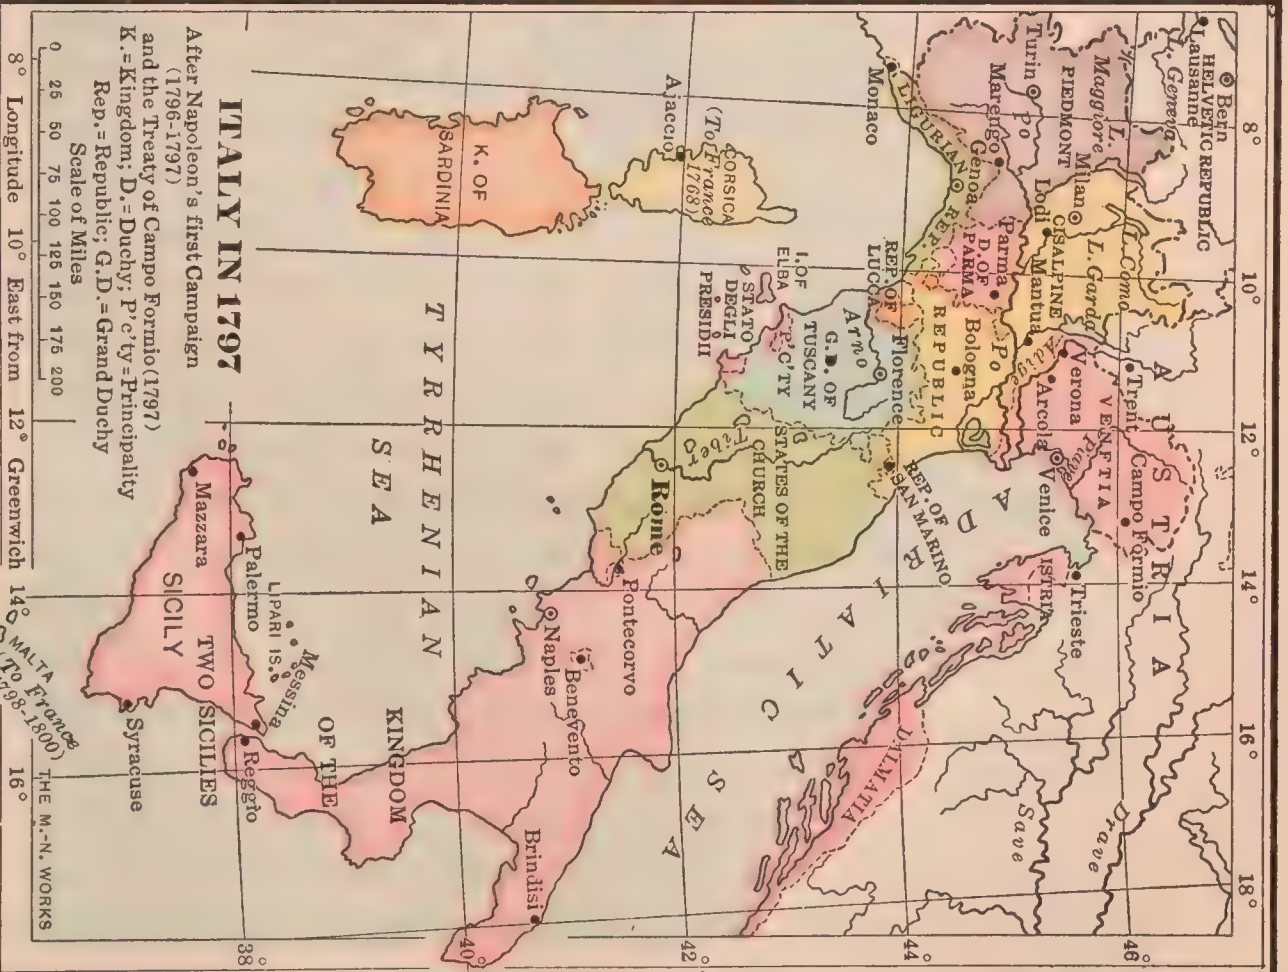 ITALY IN 1797
After Napoleon's first Campaign
(1796-1797)
and the Treaty of Campo Formio (1797)
K.=Kingdom; D.=Duchy; P'c'ty=Principality
Rep.=Republic; G.D.=Grand Duchy
Scale of Miles
0 25 50 75 100 125 150 175 200
8° Longitude 10° East from 12° Greenwich 14° 16°
8° 10° 12° 14° 16° 18°
46°
44°
42°
40°
38°
Bern
HELVETIC REPUBLIC
Lausanne
L. Geneva
L.
Maggiore
PIEDMONT
Turin
Po
Marengo
Milan
Lodi
L. Como
L. Garda
CISALPINE
REPUBLIC
Mantua
Parma
D. OF
PARMA
Genoa
LIGURIAN REP.
Monaco
AUSTRIA
Trent
VENETIA
Verona
Adige
Arcola
Piave
Venice
Campo Formio
Trieste
ISTRIA
Drave
Save
DALMATIA
Po
Bologna
REP. OF
LUCCA
Florence
Arno
G.D. OF
TUSCANY
P'C'TY
I. OF
ELBA
STATO
DEGLI
PRESIDII
REP. OF
SAN MARINO
STATES OF THE
CHURCH
Tiber
Rome
ADRIATIC SEA
CORSICA
(To France
1768)
Ajaccio
K. OF
SARDINIA
TYRRHENIAN
SEA
Pontecorvo
Benevento
Naples
Brindisi
KINGDOM
OF THE
TWO SICILIES
LIPARI IS.
Messina
Reggio
Palermo
Mazzara
SICILY
Syracuse
MALTA
(To France
1798-1800)
THE M.-N. WORKS